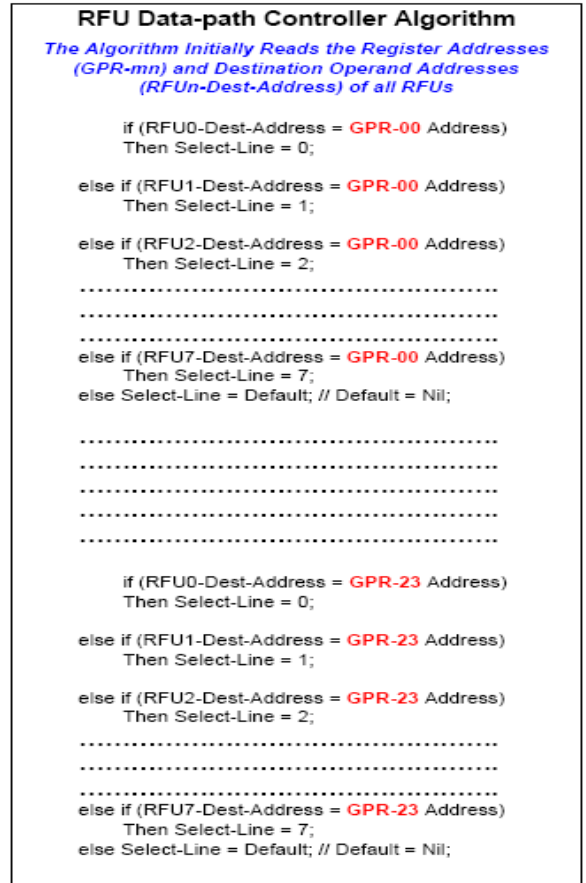 RFU Data-path Controller Algorithm
The Algorithm Initially Reads the Register Addresses
(GPR-mn) and Destination Operand Addresses
(RFUn-Dest-Address) of all RFUs
if (RFU0-Dest-Address = GPR-00 Address)
Then Select-Line = 0;
else if (RFU1-Dest-Address = GPR-00 Address)
Then Select-Line = 1;
else if (RFU2-Dest-Address = GPR-00 Address)
Then Select-Line = 2;
……………………………………………….
……………………………………………….
……………………………………………….
else if (RFU7-Dest-Address = GPR-00 Address)
Then Select-Line = 7;
else Select-Line = Default; // Default = Nil;
……………………………………………….
……………………………………………….
……………………………………………….
……………………………………………….
……………………………………………….
if (RFU0-Dest-Address = GPR-23 Address)
Then Select-Line = 0;
else if (RFU1-Dest-Address = GPR-23 Address)
Then Select-Line = 1;
else if (RFU2-Dest-Address = GPR-23 Address)
Then Select-Line = 2;
……………………………………………….
……………………………………………….
……………………………………………….
else if (RFU7-Dest-Address = GPR-23 Address)
Then Select-Line = 7;
else Select-Line = Default; // Default = Nil;